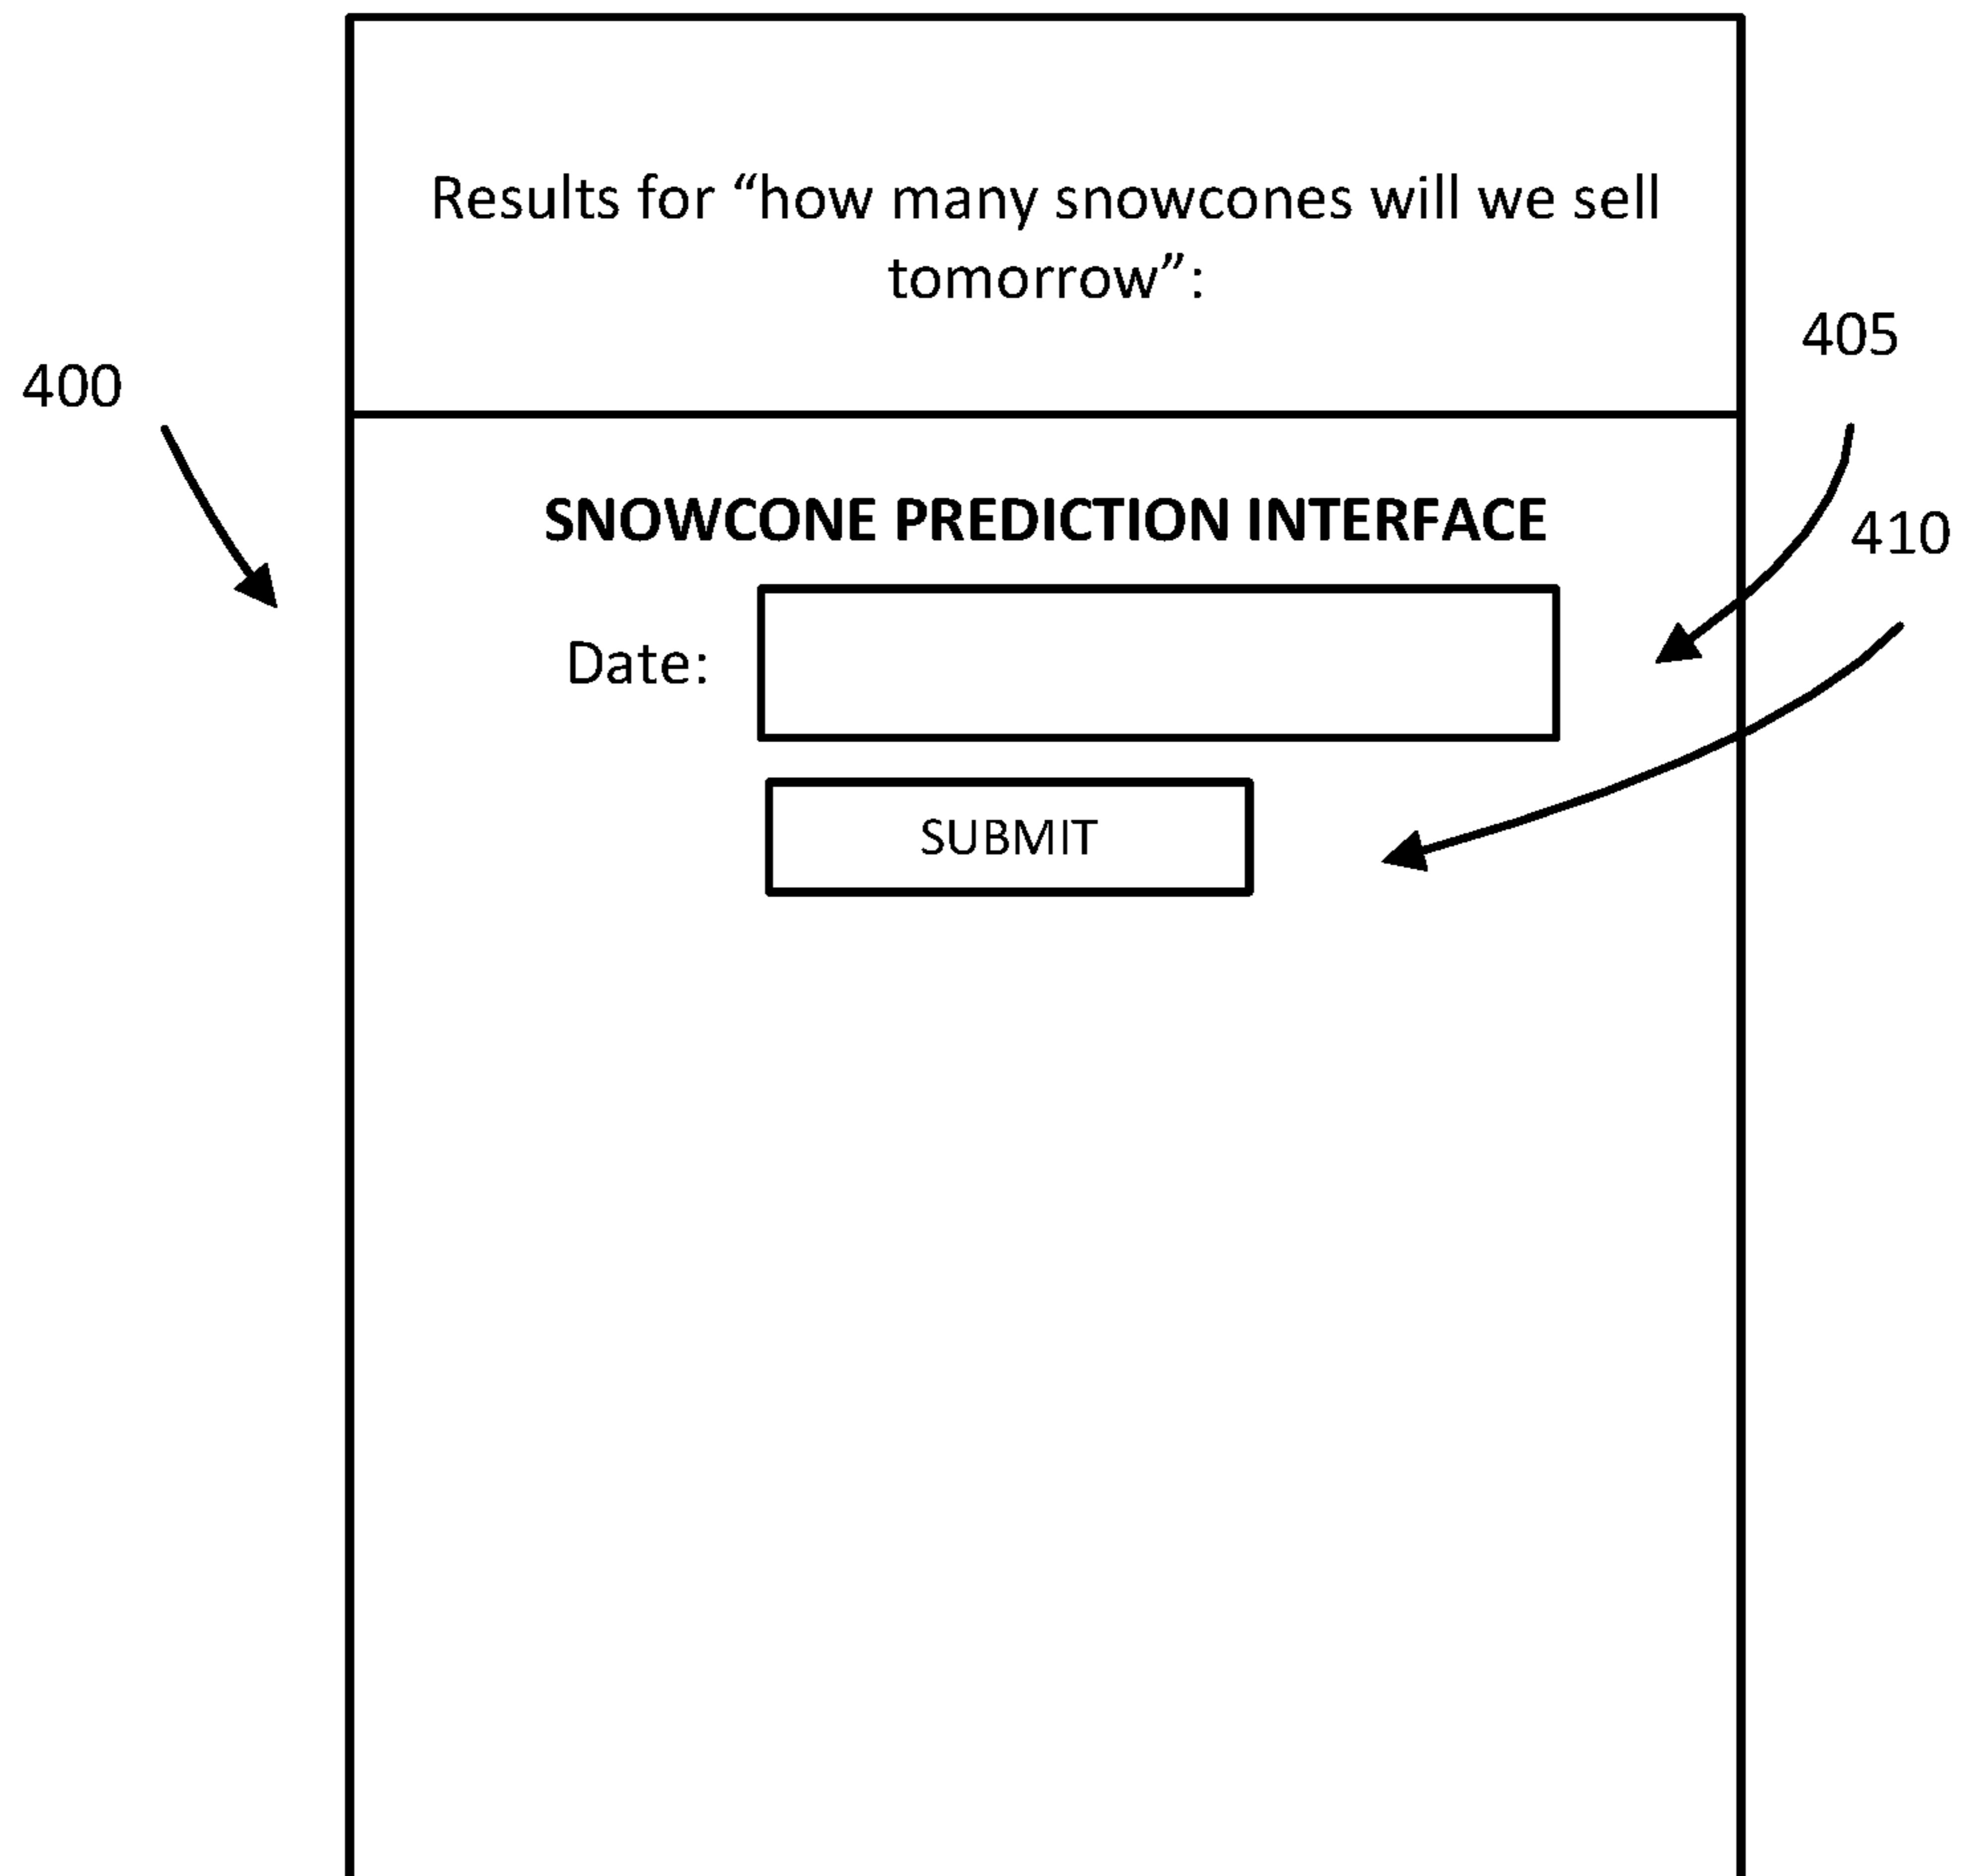 Results for “how many snowcones will we sell
tomorrow”:
405
400
SNOWCONE PREDICTION INTERFACE
410
Date:
SUBMIT